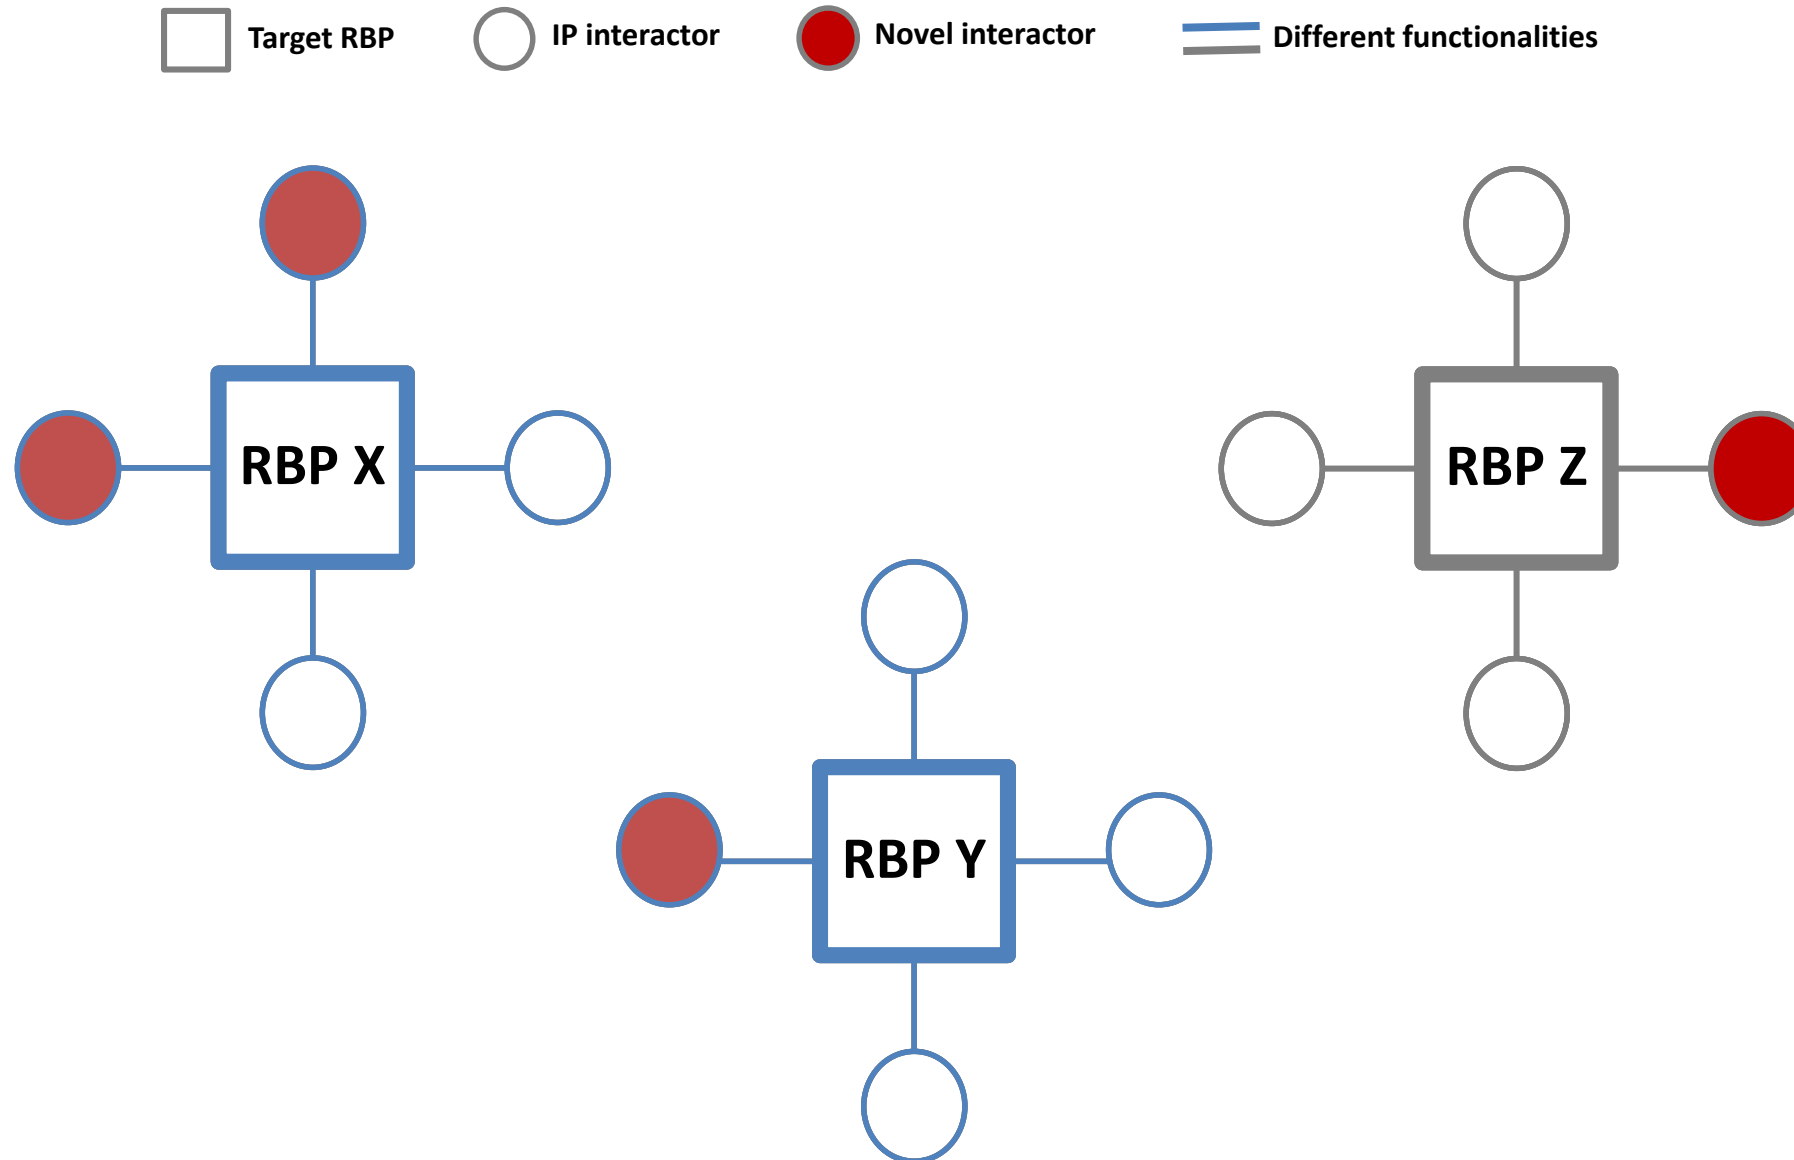 Target RBP
IP interactor
Novel interactor
Different functionalities
RBP X
RBP Z
RBP Y